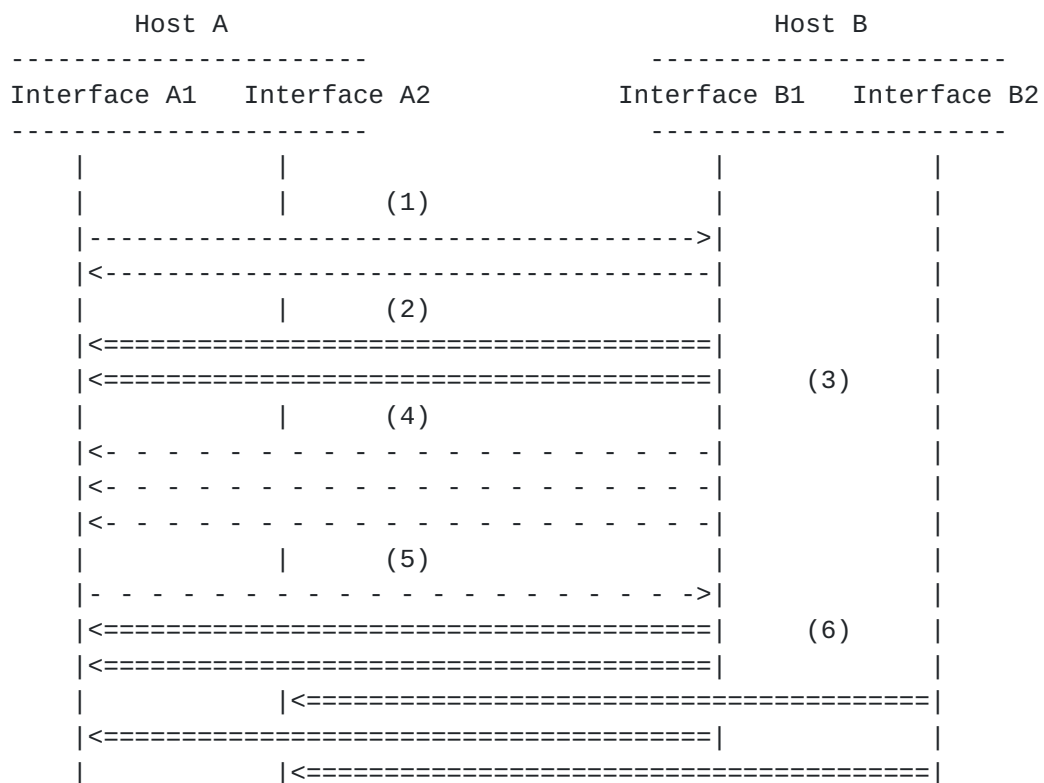 Host A Host B
----------------------- -----------------------
Interface A1 Interface A2 Interface B1 Interface B2
----------------------- -----------------------
| | | |
| | (1) | |
|--------------------------------------->| |
|<---------------------------------------| |
| | (2) | |
|<=======================================| |
|<=======================================| (3) |
| | (4) | |
|<- - - - - - - - - - - - - - - - - - - -| |
|<- - - - - - - - - - - - - - - - - - - -| |
|<- - - - - - - - - - - - - - - - - - - -| |
| | (5) | |
|- - - - - - - - - - - - - - - - - - - ->| |
|<=======================================| (6) |
|<=======================================| |
| |<========================================|
|<=======================================| |
| |<========================================|